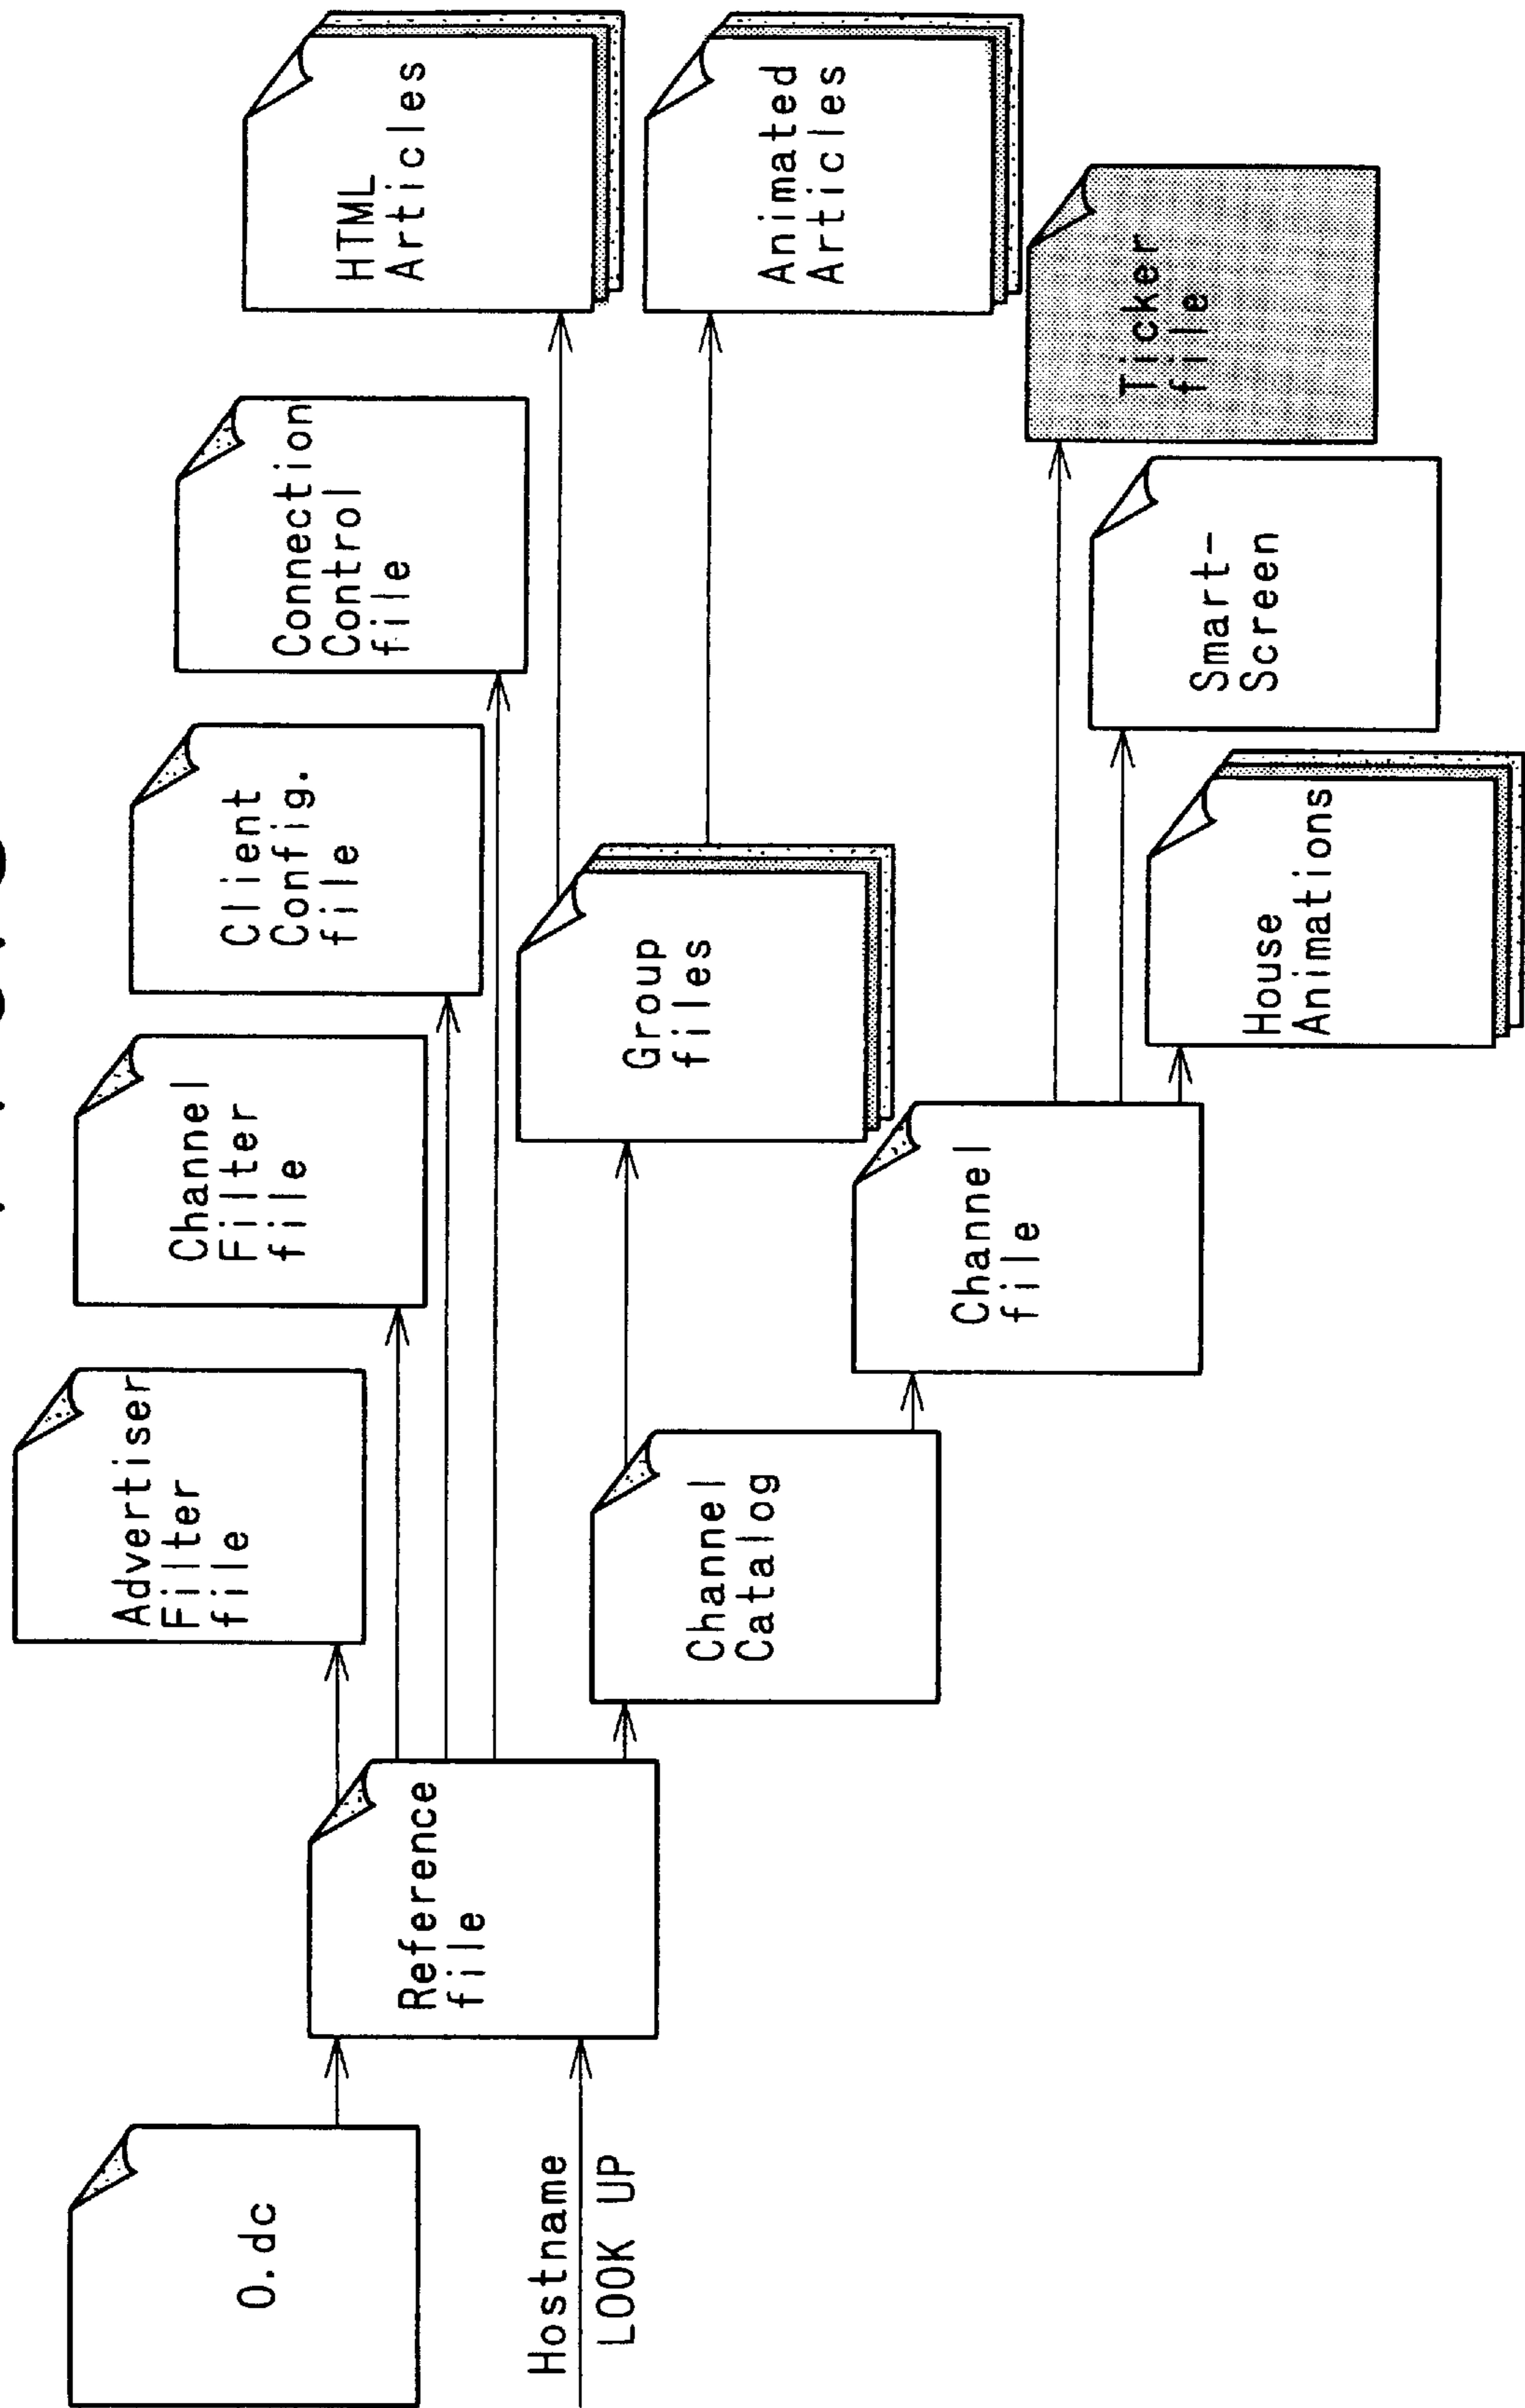 0.dc
Hostname
LOOK UP
Reference
file
Advertiser
Filter
file
Channel
Filter
file
Client
Config.
file
Connection
Control
file
Channel
Catalog
Group
files
HTML
Articles
Animated
Articles
Channel
file
House
Animations
Smart-
Screen
Ticker
file